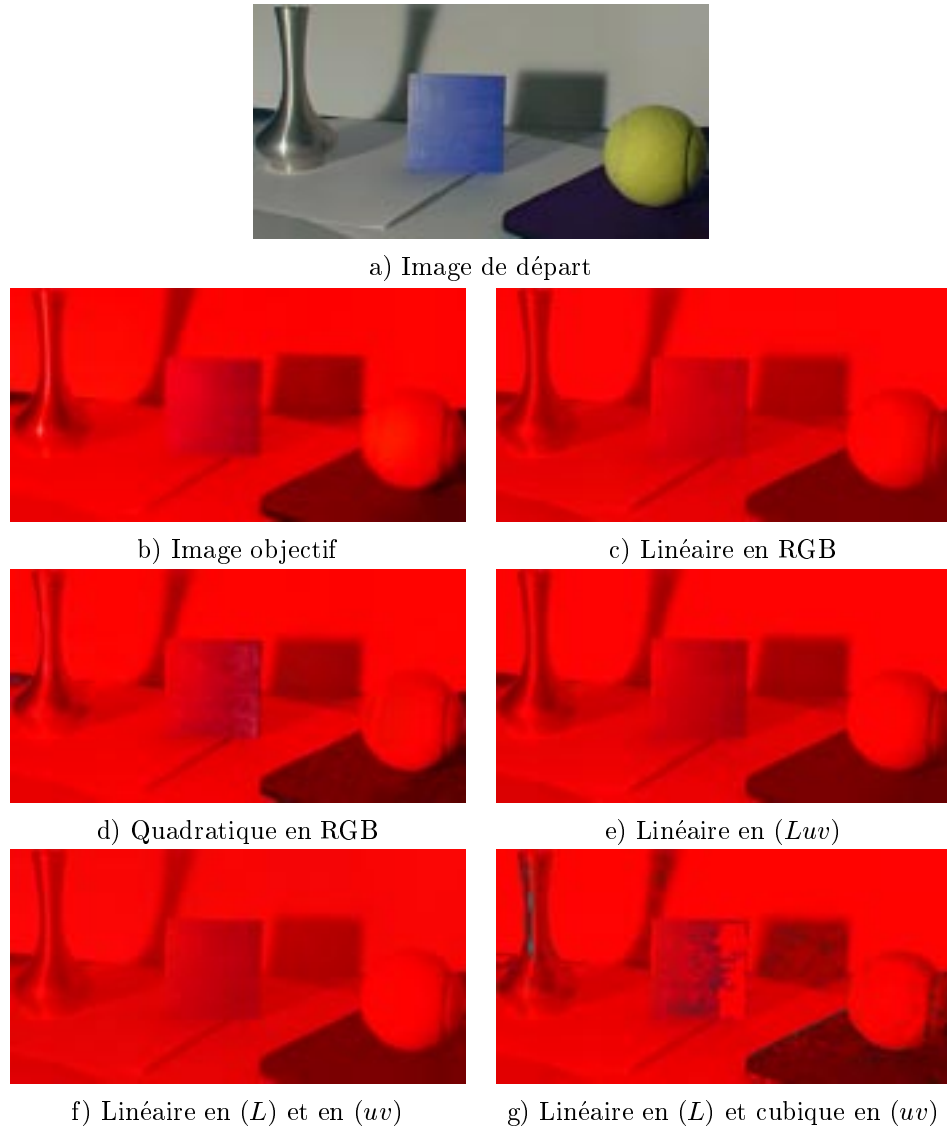 a) Image de départ
b) Image objectif
c) Linéaire en RGB
d) Quadratique en RGB
e) Linéaire en (Luv)
f) Linéaire en (L) et en (uv)
g) Linéaire en (L) et cubique en (uv)